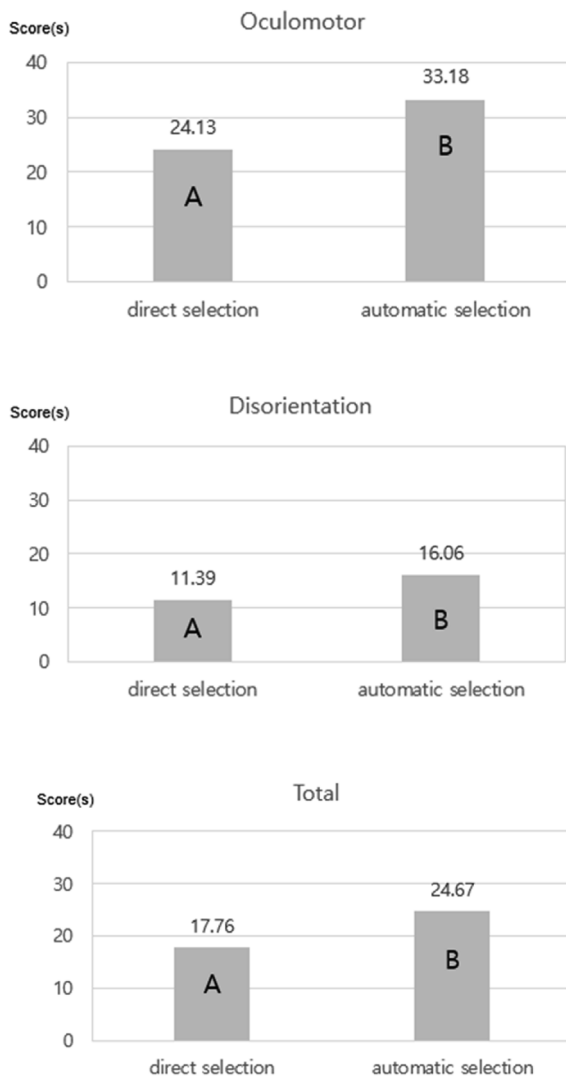 Oculomotor
Score(s)
40
33.18
30
24.13
B
20
A
10
0
direct selection automatic selection
Disorientation
Score(s)
40
30
20
16.06
11.39
10
A B
0
direct selection automatic selection
Total
Score(s)
40
30
24.67
20
17.76
B
10
A
0
direct selection automatic selection